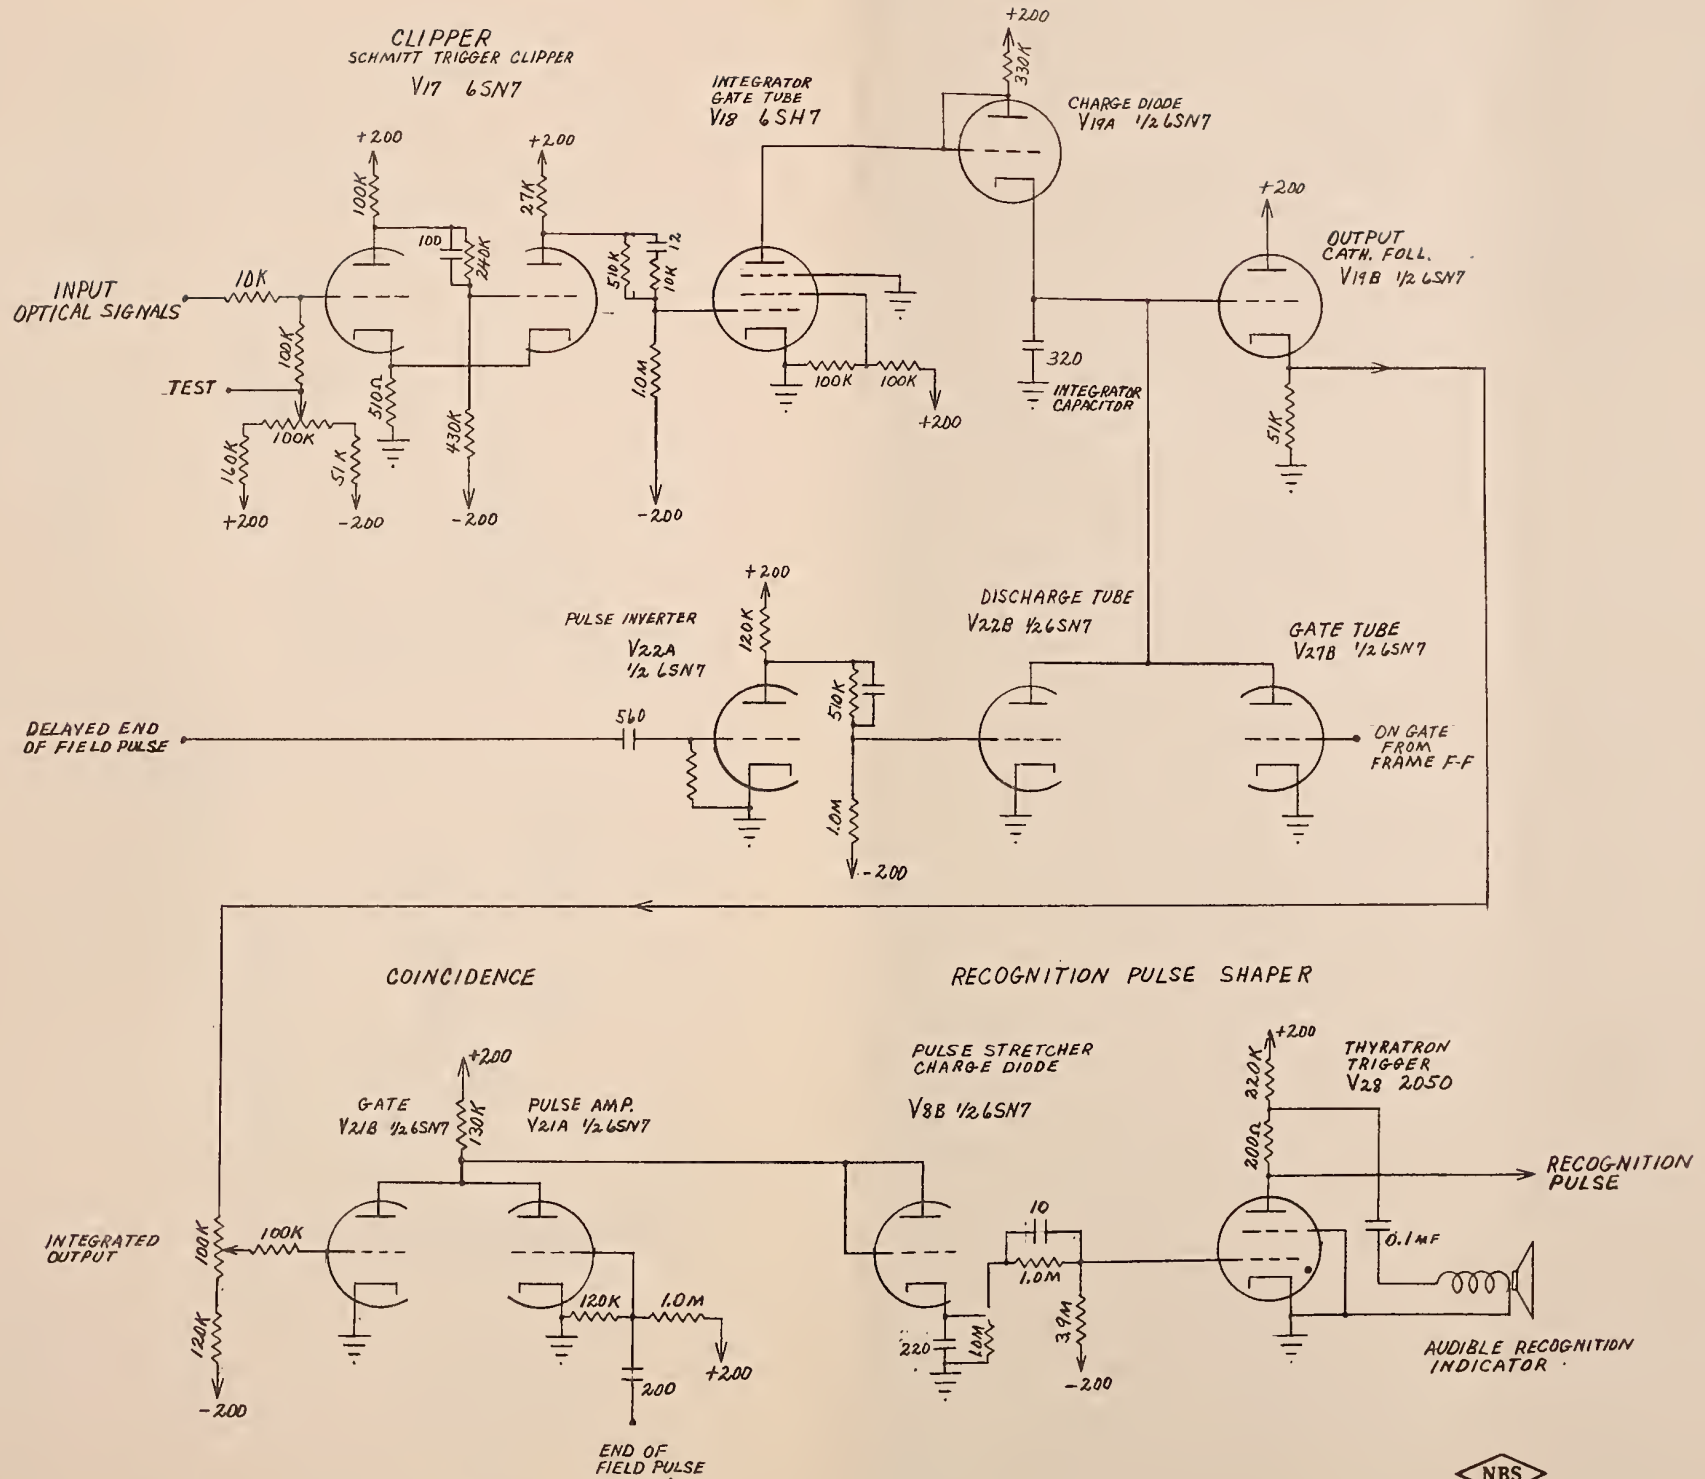 CLIPPER
SCHMITT TRIGGER CLIPPER
V17 6SN7
INTEGRATOR
GATE TUBE
V18 6SH7
+200
330K
CHARGE DIODE
V19A 1/2 6SN7
+200
100K
100
240K
+200
27K
510K
12
10K
+200
OUTPUT
CATH. FOLL.
V19B 1/2 6SN7
INPUT
OPTICAL SIGNALS
10K
100K
TEST
100K
160K
+200
51K
-200
510Ω
430K
-200
1.0M
-200
100K
100K
+200
320
INTEGRATOR
CAPACITOR
51K
PULSE INVERTER
V22A
1/2 6SN7
+200
120K
510K
DISCHARGE TUBE
V22B 1/2 6SN7
GATE TUBE
V27B 1/2 6SN7
DELAYED END
OF FIELD PULSE
560
1.0M
-200
ON GATE
FROM
FRAME F-F
COINCIDENCE
RECOGNITION PULSE SHAPER
GATE
V21B 1/2 6SN7
+200
130K
PULSE AMP.
V21A 1/2 6SN7
PULSE STRETCHER
CHARGE DIODE
V8B 1/2 6SN7
+200
220K
200Ω
THYRATRON
TRIGGER
V28 2050
RECOGNITION
PULSE
INTEGRATED
OUTPUT
100K
100K
120K
-200
120K
1.0M
+200
200
END OF
FIELD PULSE
220
10
1.0M
3.9M
-200
0.1MF
AUDIBLE RECOGNITION
INDICATOR
NBS